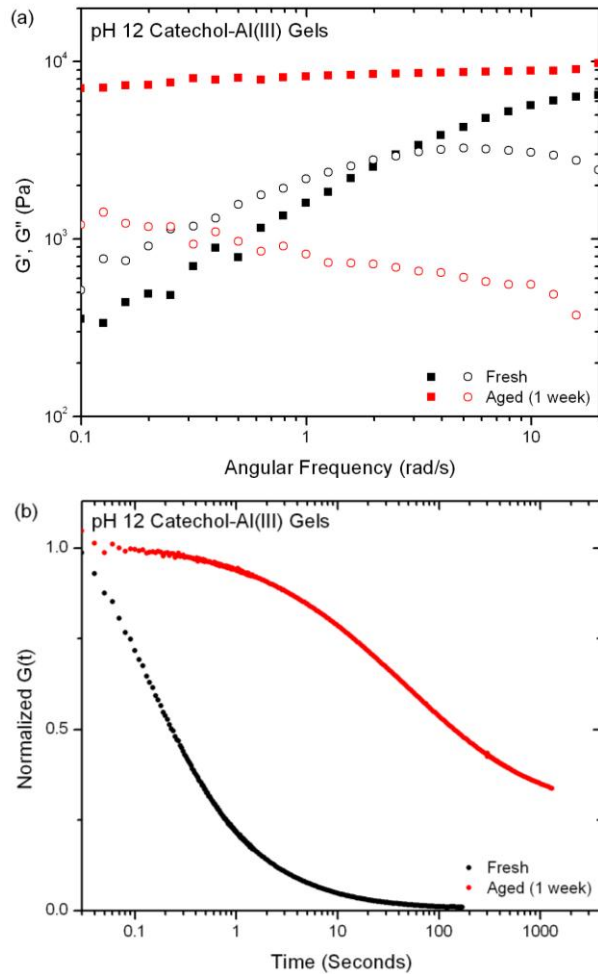 (a)
pH 12 Catechol-Al(III) Gels
10⁴
10³
10²
G', G'' (Pa)
0.1 1 10
Angular Frequency (rad/s)
Fresh
Aged (1 week)
(b)
pH 12 Catechol-Al(III) Gels
1.0
0.5
0.0
Normalized G(t)
0.1 1 10 100 1000
Time (Seconds)
Fresh
Aged (1 week)